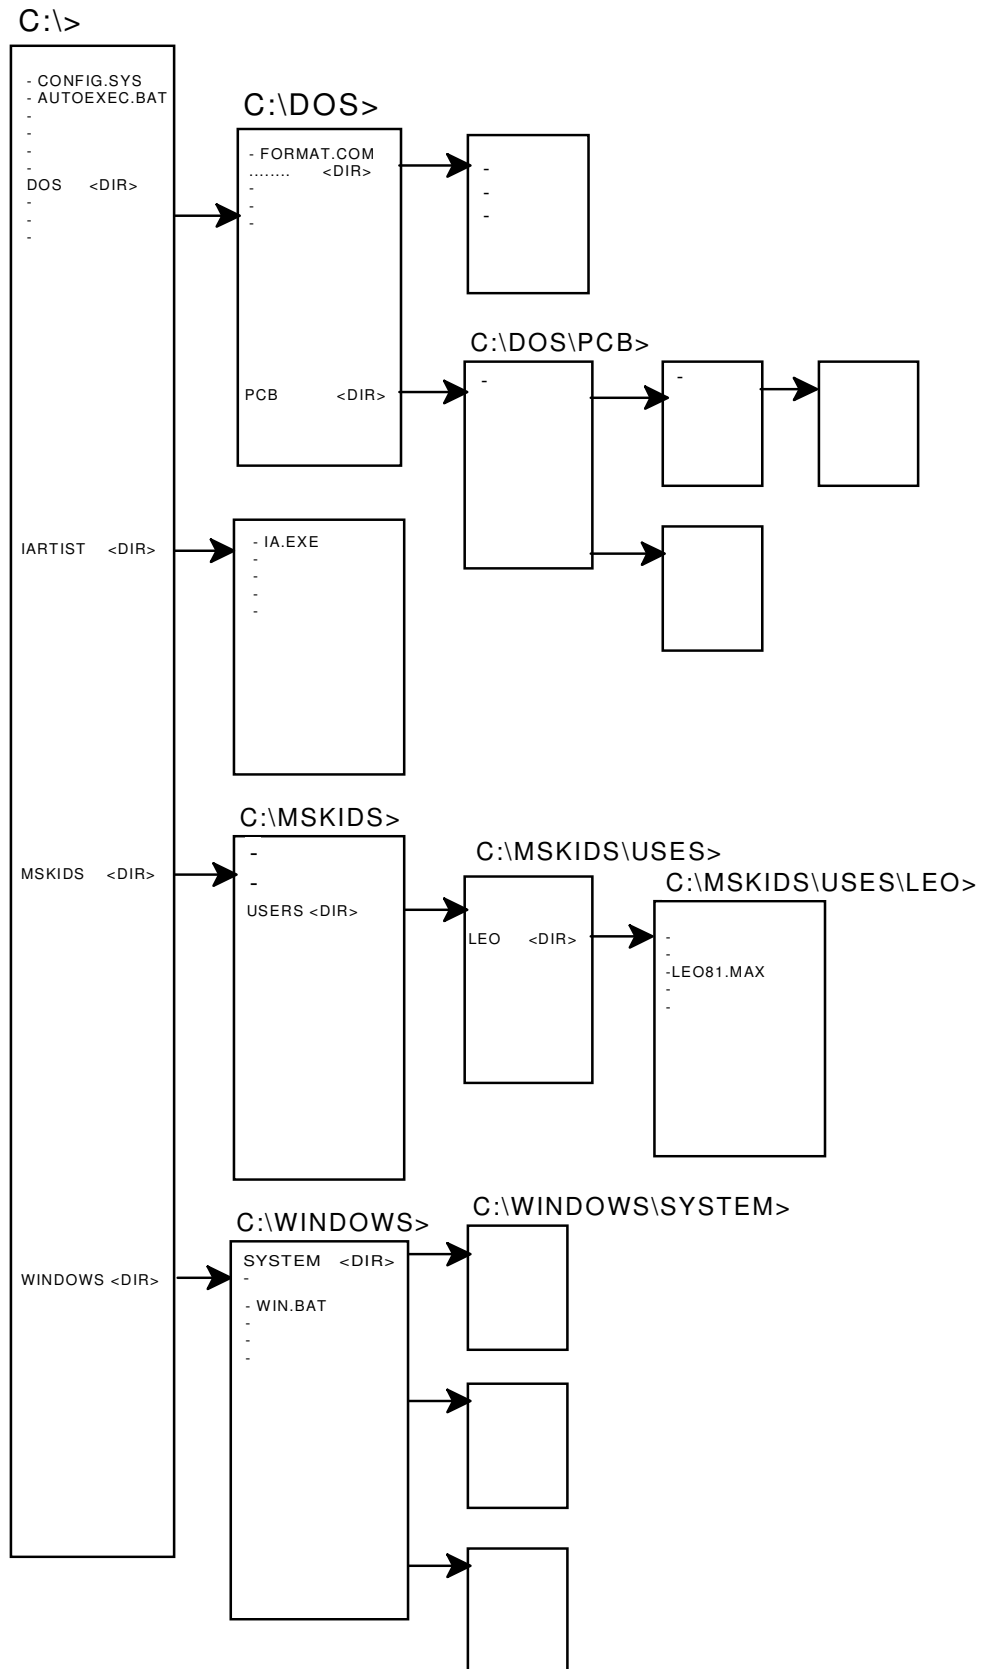 C:\>
- CONFIG.SYS
- AUTOEXEC.BAT
-
-
-
-
DOS <DIR>
-
-
-
IARTIST <DIR>
MSKIDS <DIR>
WINDOWS <DIR>
C:\DOS>
- FORMAT.COM
........ <DIR>
-
-
-
PCB <DIR>
-
-
-
C:\DOS\PCB>
-
-
- IA.EXE
-
-
-
-
C:\MSKIDS>
-
-
USERS <DIR>
C:\MSKIDS\USES>
LEO <DIR>
C:\MSKIDS\USES\LEO>
-
-
-LEO81.MAX
-
-
C:\WINDOWS>
SYSTEM <DIR>
-
- WIN.BAT
-
-
-
C:\WINDOWS\SYSTEM>